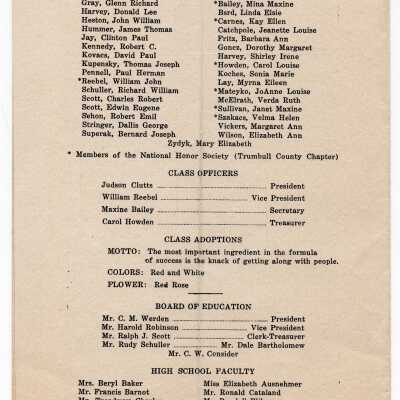 Gray, Glenn Richard *Bailey, Mina Maxine
Harvey, Donald Lee Bard, Linda Elsie
Heston, John William *Carnes, Kay Ellen
Hummer, James Thomas Catchpole, Jeanette Louise
Jay, Clinton Paul Fritz, Barbara Ann
Kennedy, Robert C. Goncz, Dorothy Margaret
Kovacs, David Paul Harvey, Shirley Irene
Kupensky, Thomas Joseph *Howden, Carol Louise
Pennell, Paul Herman Koches, Sonia Marie
*Reebel, William John Lay, Myrna Eileen
Schuller, Richard William *Mateyko, JoAnne Louise
Scott, Charles Robert McElrath, Verda Ruth
Scott, Edwin Eugene *Sullivan, Janet Maxine
Sehon, Robert Emil *Szakacs, Velma Helen
Stringer, Dallis George Vickers, Margaret Ann
Superak, Bernard Joseph Wilson, Elizabeth Ann
Zydyk, Mary Elizabeth
* Members of the National Honor Society (Trumbull County Chapter)
CLASS OFFICERS
Judson Clutts President
William Reebel Vice President
Maxine Bailey Secretary
Carol Howden Treasurer
CLASS ADOPTIONS
MOTTO: The most important ingredient in the formula
of success is the knack of getting along with people.
COLORS: Red and White
FLOWER: Red Rose
BOARD OF EDUCATION
Mr. C. M. Werden President
Mr. Harold Robinson Vice President
Mr. Ralph J. Scott Clerk-Treasurer
Mr. Rudy Schuller Mr. Dale Bartholomew
Mr. C. W. Consider
HIGH SCHOOL FACULTY
Mrs. Beryl Baker Miss Elizabeth Ausnehmer
Mr. Francis Barnot Mr. Ronald Cataland